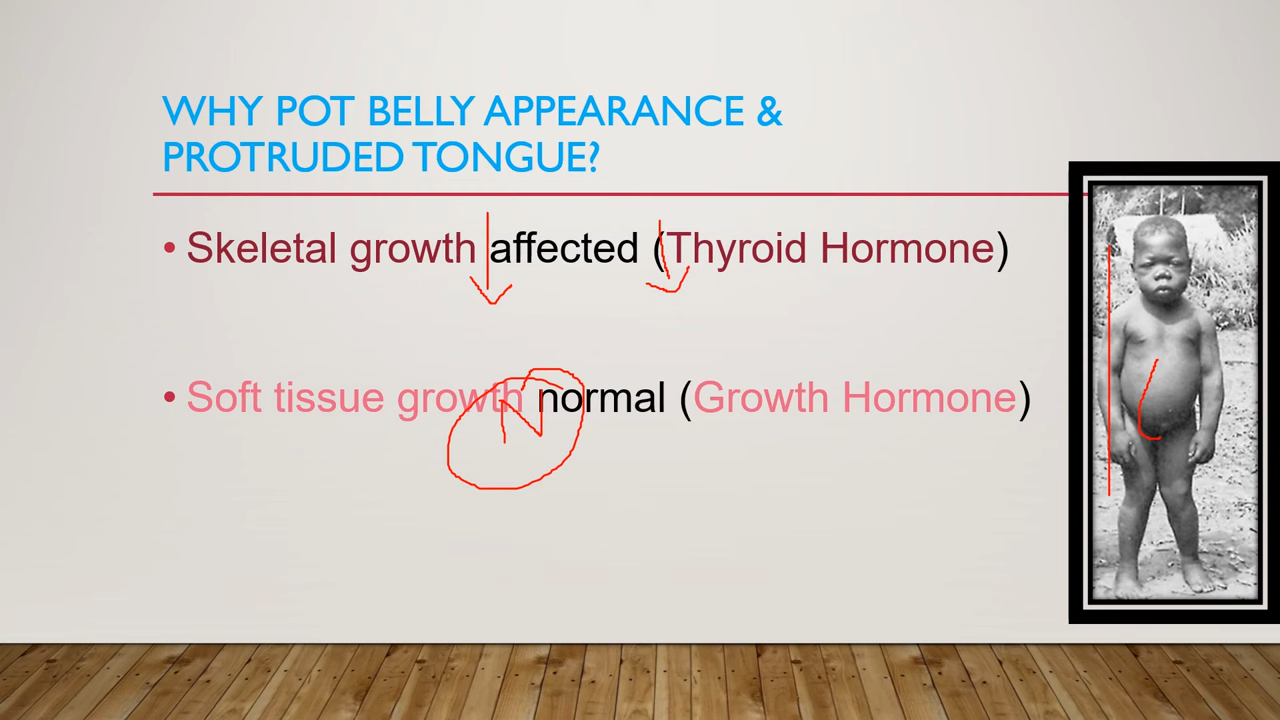 WHY POT BELLY APPEARANCE &
PROTRUDED TONGUE?
• Skeletal growth affected (Thyroid Hormone)
• Soft tissue growth normal (Growth Hormone)
N